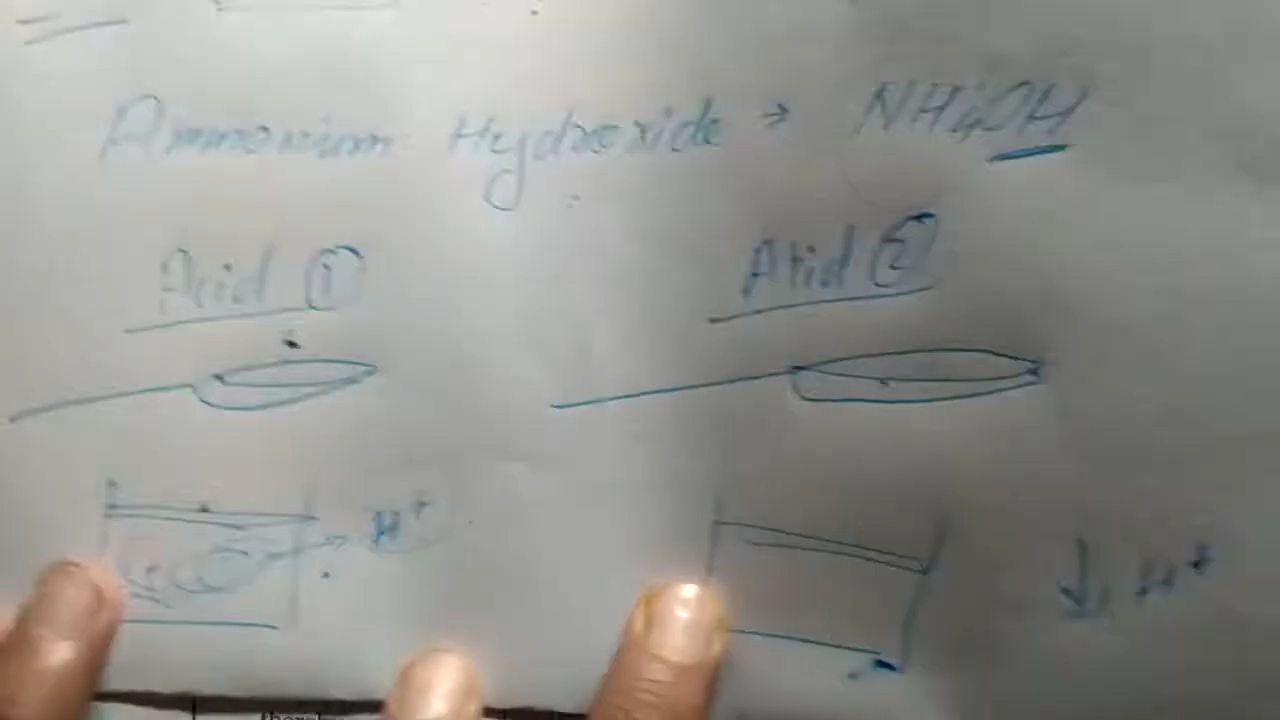 Ammonium Hydroxide → NH4OH
Acid ① Acid ②
H+ ↓ H+